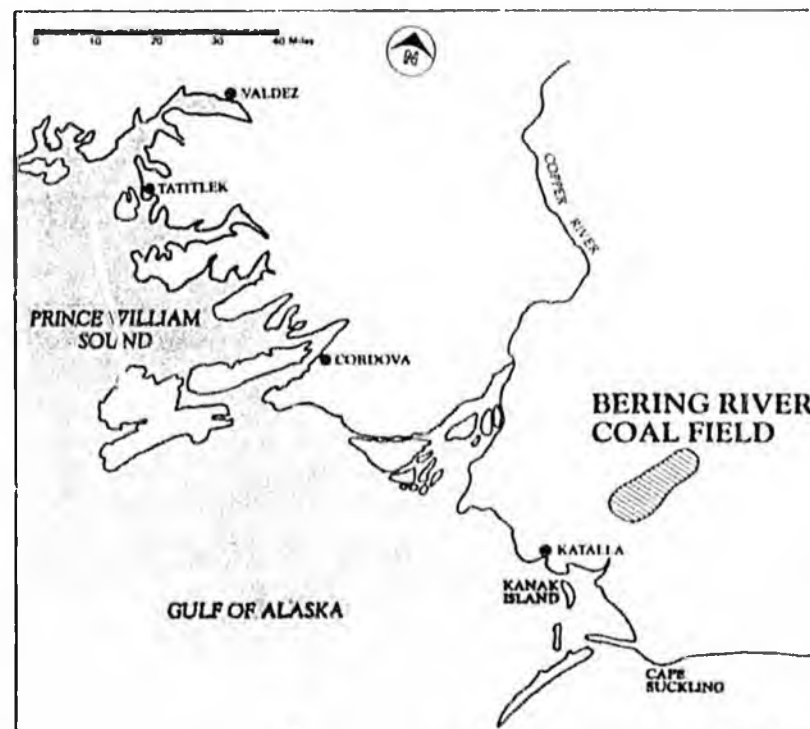 0 10 20 30 40 Miles
N
VALDEZ
TATITLEK
COPPER RIVER
PRINCE WILLIAM
SOUND
CORDOVA
BERING RIVER
COAL FIELD
KATALLA
KANAK
ISLAND
GULF OF ALASKA
CAPE
SUCKLING